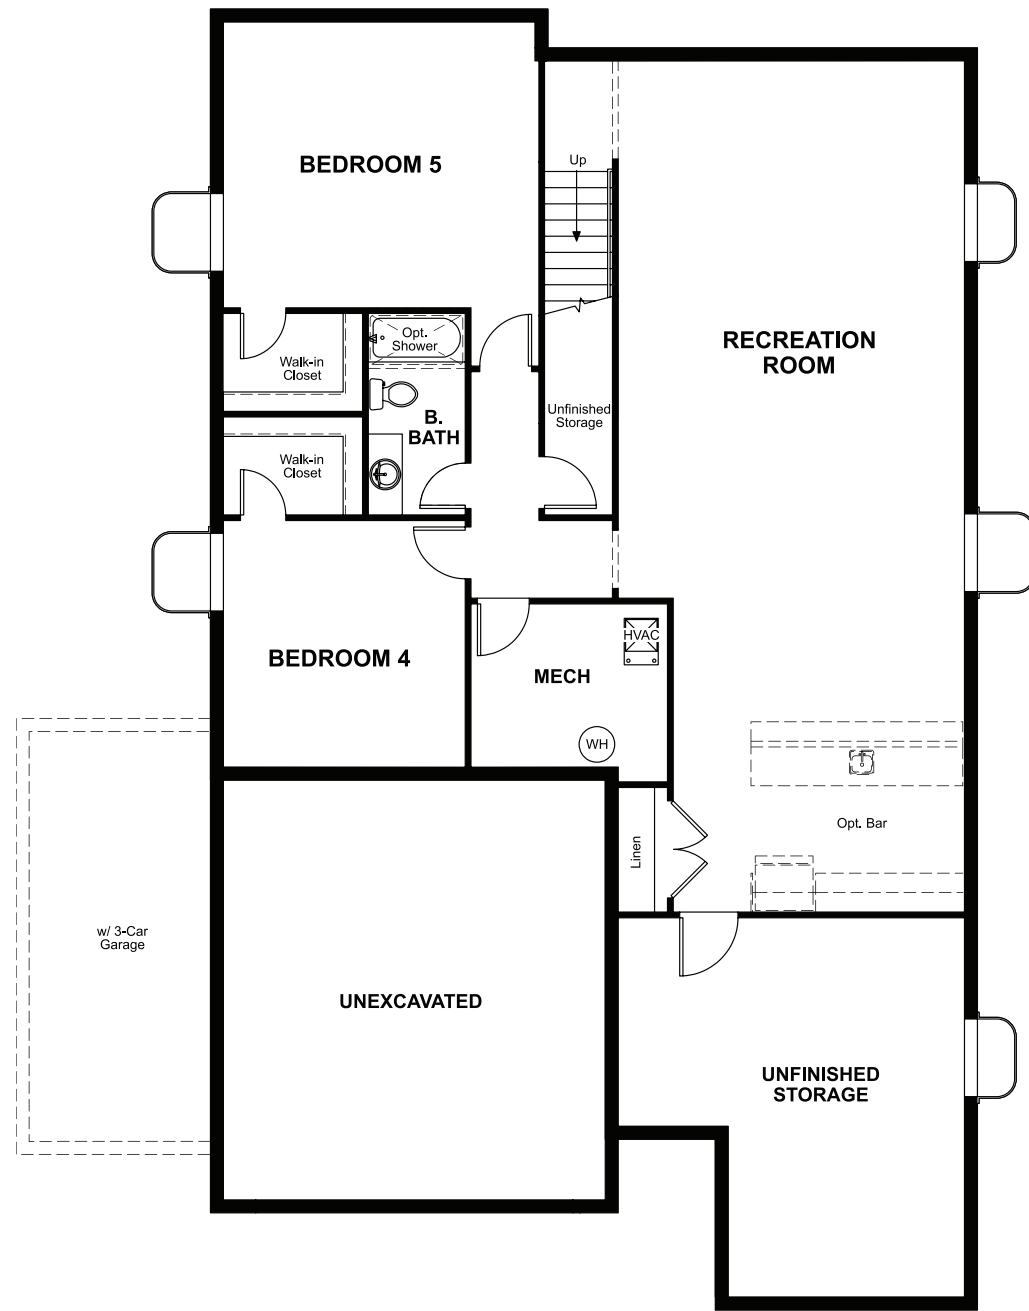 BEDROOM 5
Up
RECREATION
ROOM
Opt.
Shower
Walk-in
Closet
B.
BATH
Unfinished
Storage
Walk-in
Closet
BEDROOM 4
HVAC
MECH
WH
Opt. Bar
Linen
w/ 3-Car
Garage
UNEXCAVATED
UNFINISHED
STORAGE